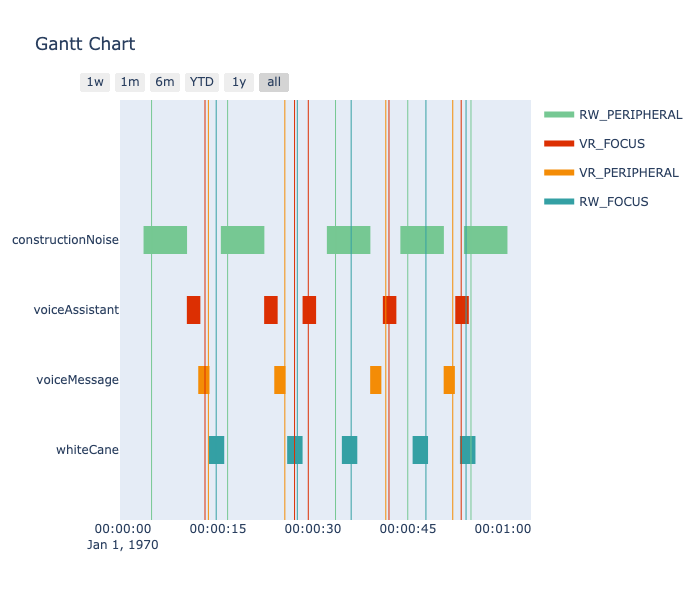 Gantt Chart
1w 1m 6m YTD 1y all
RW_PERIPHERAL
VR_FOCUS
VR_PERIPHERAL
RW_FOCUS
constructionNoise
voiceAssistant
voiceMessage
whiteCane
00:00:00 00:00:15 00:00:30 00:00:45 00:01:00
Jan 1, 1970